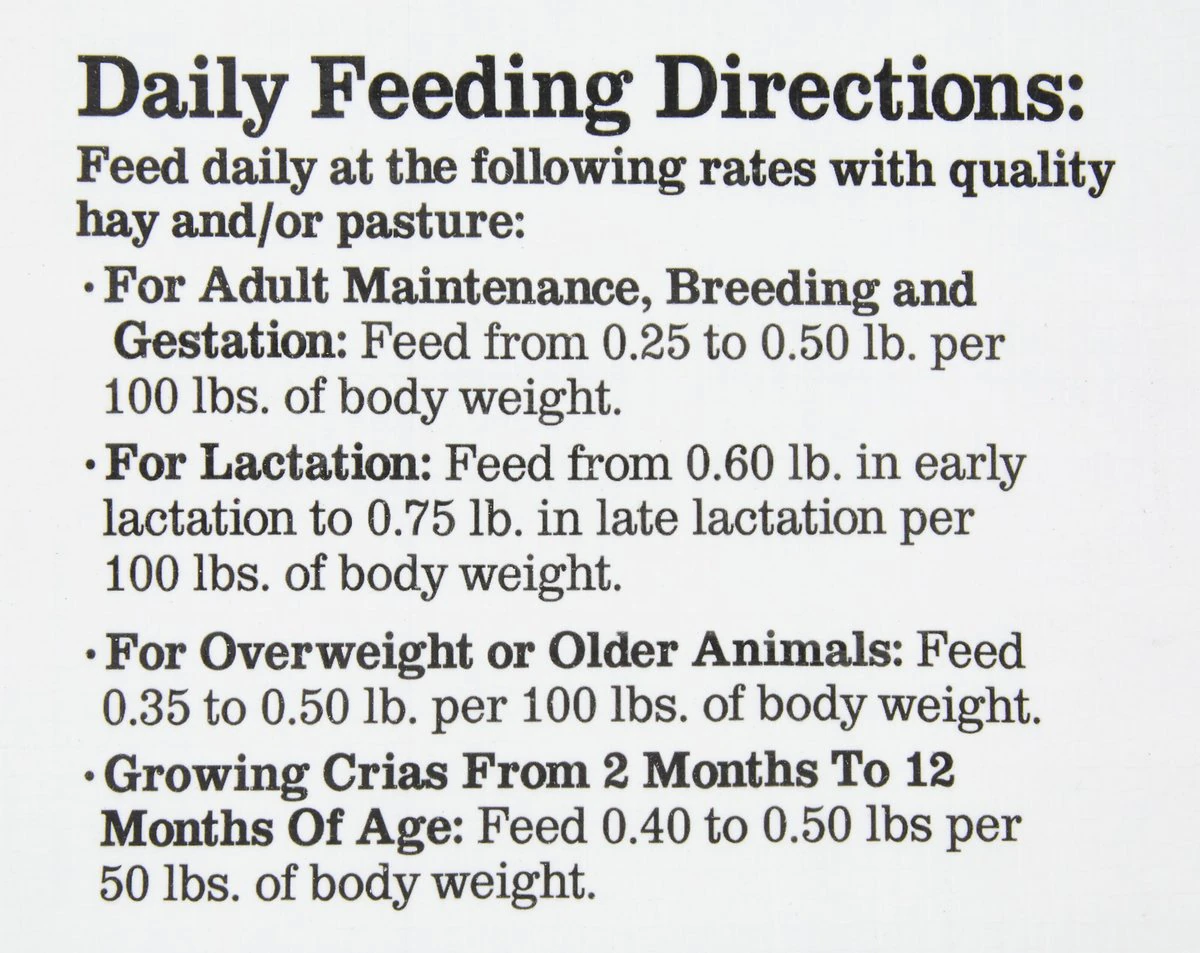 Daily Feeding Directions:
Feed daily at the following rates with quality
hay and/or pasture:
· For Adult Maintenance, Breeding and
Gestation: Feed from 0.25 to 0.50 lb. per
100 lbs. of body weight.
· For Lactation: Feed from 0.60 lb. in early
lactation to 0.75 lb. in late lactation per
100 lbs. of body weight.
· For Overweight or Older Animals: Feed
0.35 to 0.50 lb. per 100 lbs. of body weight.
· Growing Crias From 2 Months To 12
Months Of Age: Feed 0.40 to 0.50 lbs per
50 lbs. of body weight.